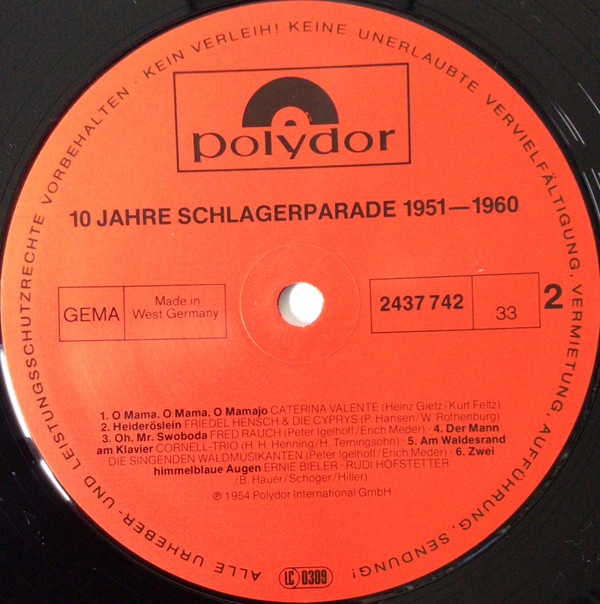 ALLE URHEBER- UND LEISTUNGSSCHUTZRECHTE VORBEHALTEN · KEIN VERLEIH! KEINE UNERLAUBTE VERVIELFÄLTIGUNG, VERMIETUNG, AUFFÜHRUNG, SENDUNG!
polydor
10 JAHRE SCHLAGERPARADE 1951—1960
GEMA
Made in
West Germany
2437 742
33
2
1. O Mama, O Mama, O Mamajo CATERINA VALENTE (Heinz Gietz/Kurt Feltz)
2. Heideröslein FRIEDEL HENSCH & DIE CYPRYS (P. Hansen/W. Rothenburg)
3. Oh, Mr. Swoboda FRED RAUCH (Peter Igelhoff/Erich Meder) · 4. Der Mann
am Klavier CORNELL-TRIO (H. H. Henning/H. Terningsohn) · 5. Am Waldesrand
DIE SINGENDEN WALDMUSIKANTEN (Peter Igelhoff/Erich Meder) · 6. Zwei
himmelblaue Augen ERNIE BIELER · RUDI HOFSTETTER
(B. Hauer/Schoger/Hiller)
℗ 1954 Polydor International GmbH
LC 0309